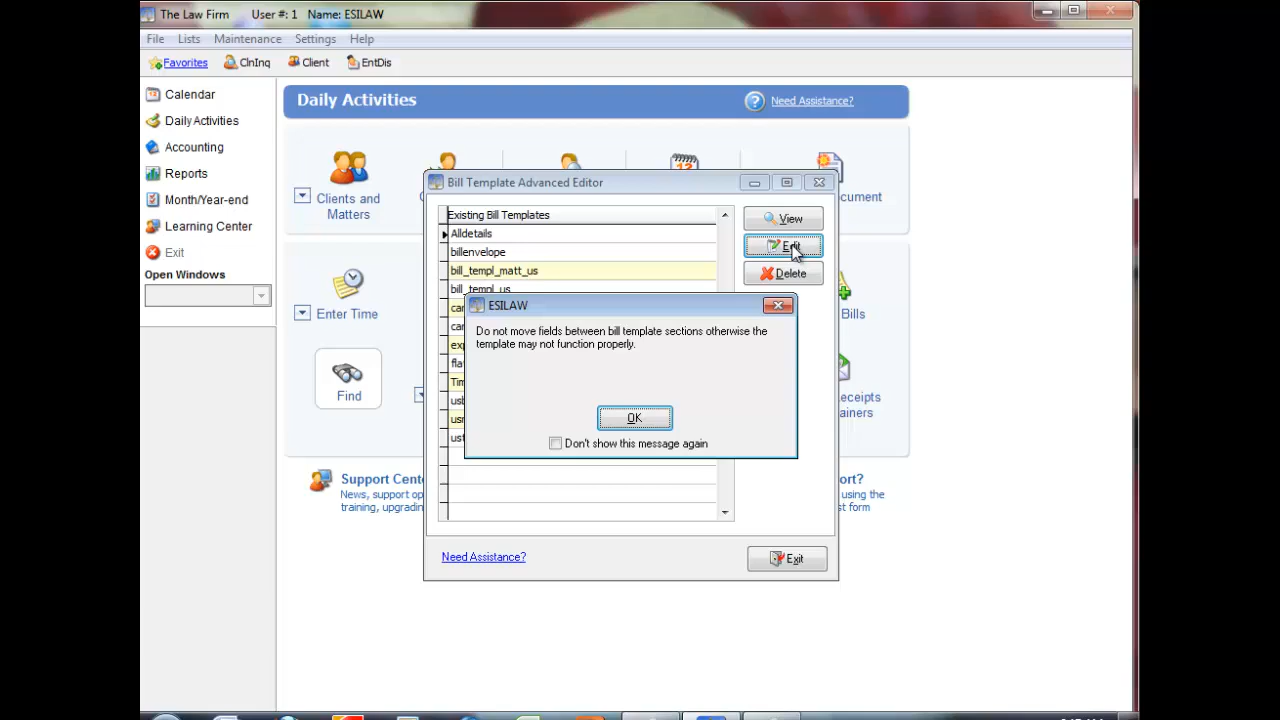 The Law Firm User #: 1 Name: ESILAW
File Lists Maintenance Settings Help
Favorites ClnInq Client EntDis
Calendar
Daily Activities
Accounting
Reports
Month/Year-end
Learning Center
Exit
Open Windows
Daily Activities
Need Assistance?
Clients and
Matters
Enter Time
Find
Bills
Support
News, support
training,
using the
form
Bill Template Advanced Editor
Existing Bill Templates
Alldetails
billenvelope
bill_templ_matt_us
bill_templ_us
View
Edit
Delete
ESILAW
Do not move fields between bill template sections otherwise the
template may not function properly.
OK
Don't show this message again
Need Assistance?
Exit